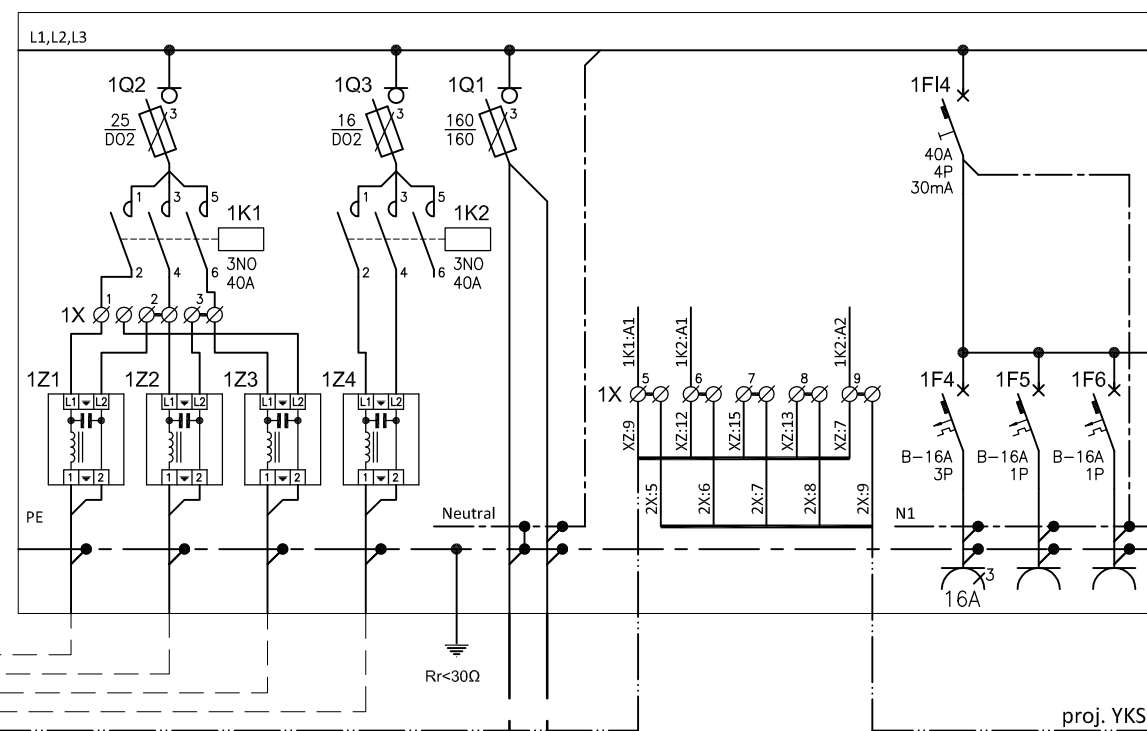 L1,L2,L3
1Q2
3
25
D02
1Q3
3
16
D02
1Q1
3
160
160
1FI4
40A
4P
30mA
1
3
5
1K1
3NO
40A
2
4
6
1
3
5
1K2
3NO
40A
2
4
6
1X
1
2
3
1Z1
L1
L2
1
2
1Z2
L1
L2
1
2
1Z3
L1
L2
1
2
1Z4
L1
L2
1
2
1K1:A1
1K2:A1
1K2:A2
1X
5
6
7
8
9
XZ:9
XZ:12
XZ:15
XZ:13
XZ:7
2X:5
2X:6
2X:7
2X:8
2X:9
1F4
B-16A
3P
1F5
B-16A
1P
1F6
B-16A
1P
PE
Neutral
N1
3
16A
Rr<30Ω
proj. YKS